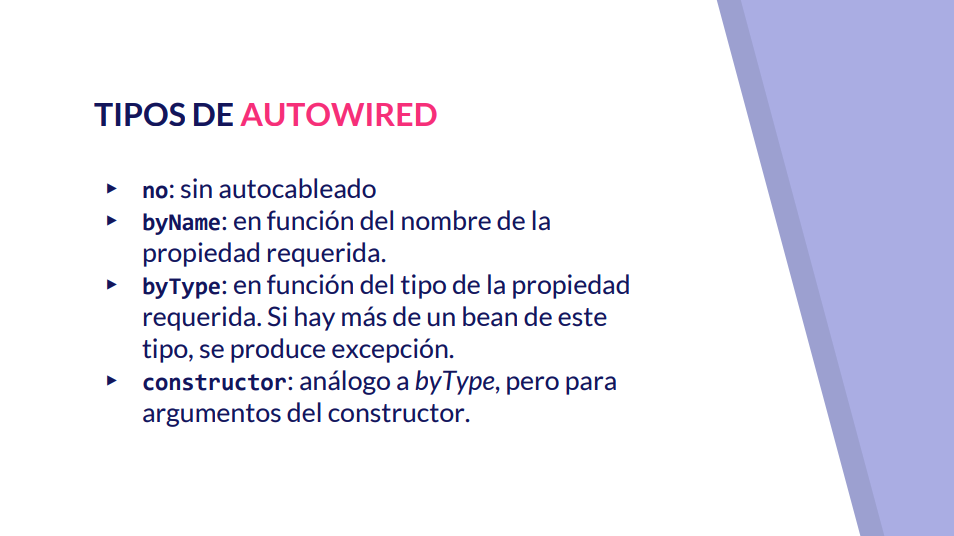 TIPOS DE AUTOWIRED
▸ no: sin autocableado
▸ byName: en función del nombre de la
propiedad requerida.
▸ byType: en función del tipo de la propiedad
requerida. Si hay más de un bean de este
tipo, se produce excepción.
▸ constructor: análogo a byType, pero para
argumentos del constructor.